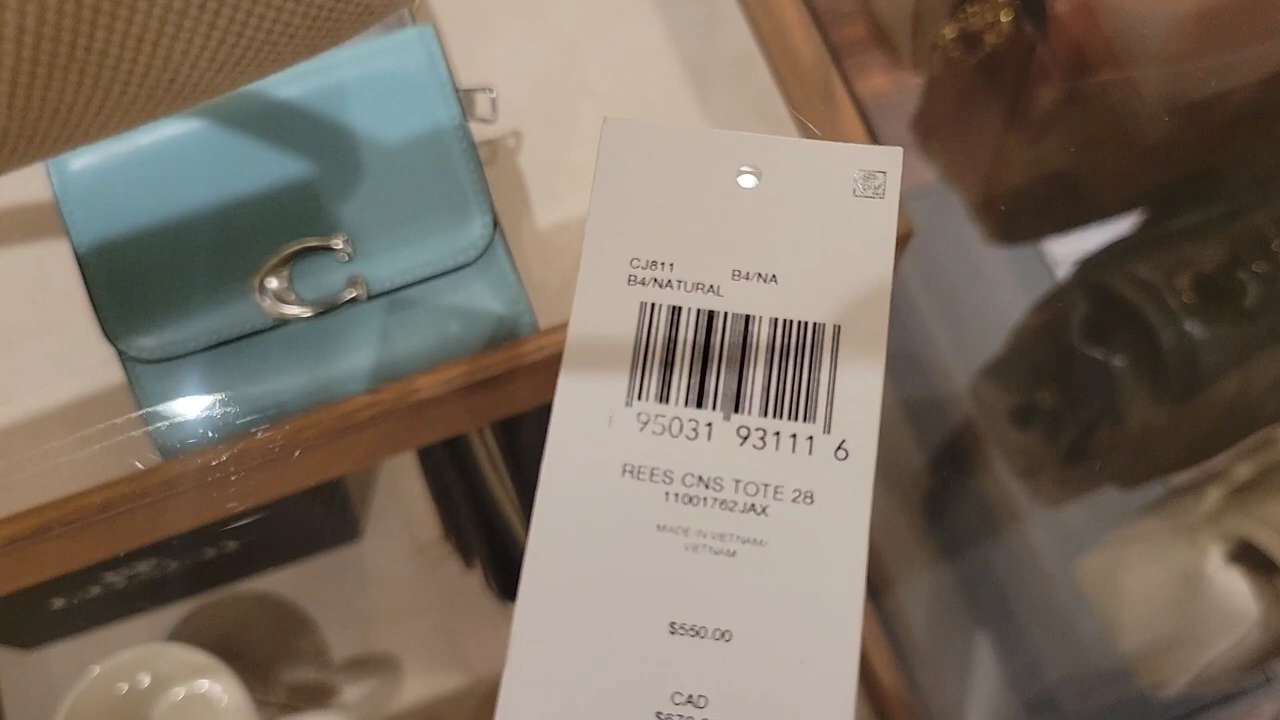 CJ811 B4/NA
B4/NATURAL
95031 93111 6
REES CNS TOTE 28
11001762JAX
MADE IN VIETNAM/
VIETNAM
$550.00
CAD